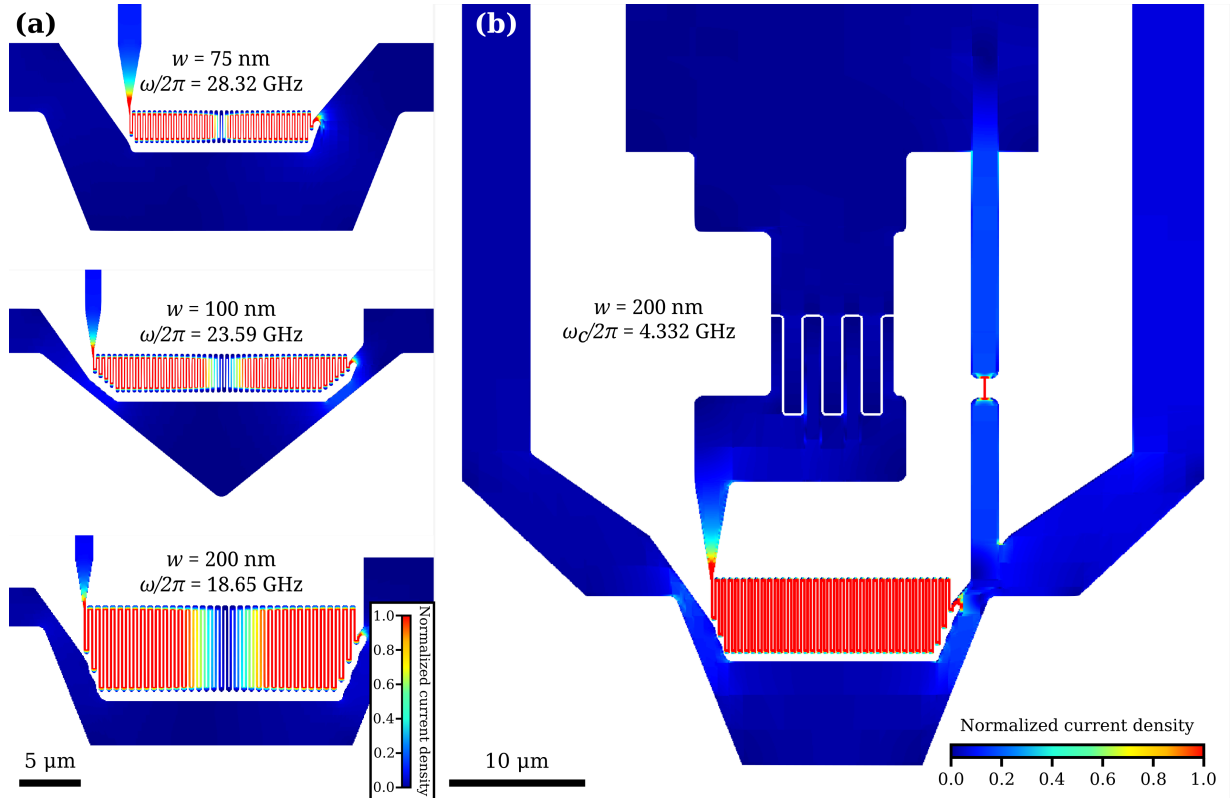 (a)
w = 75 nm
ω/2π = 28.32 GHz
w = 100 nm
ω/2π = 23.59 GHz
w = 200 nm
ω/2π = 18.65 GHz
1.0
0.8
0.6
0.4
0.2
0.0
Normalized current density
5 μm
(b)
w = 200 nm
ωc/2π = 4.332 GHz
10 μm
Normalized current density
0.0 0.2 0.4 0.6 0.8 1.0